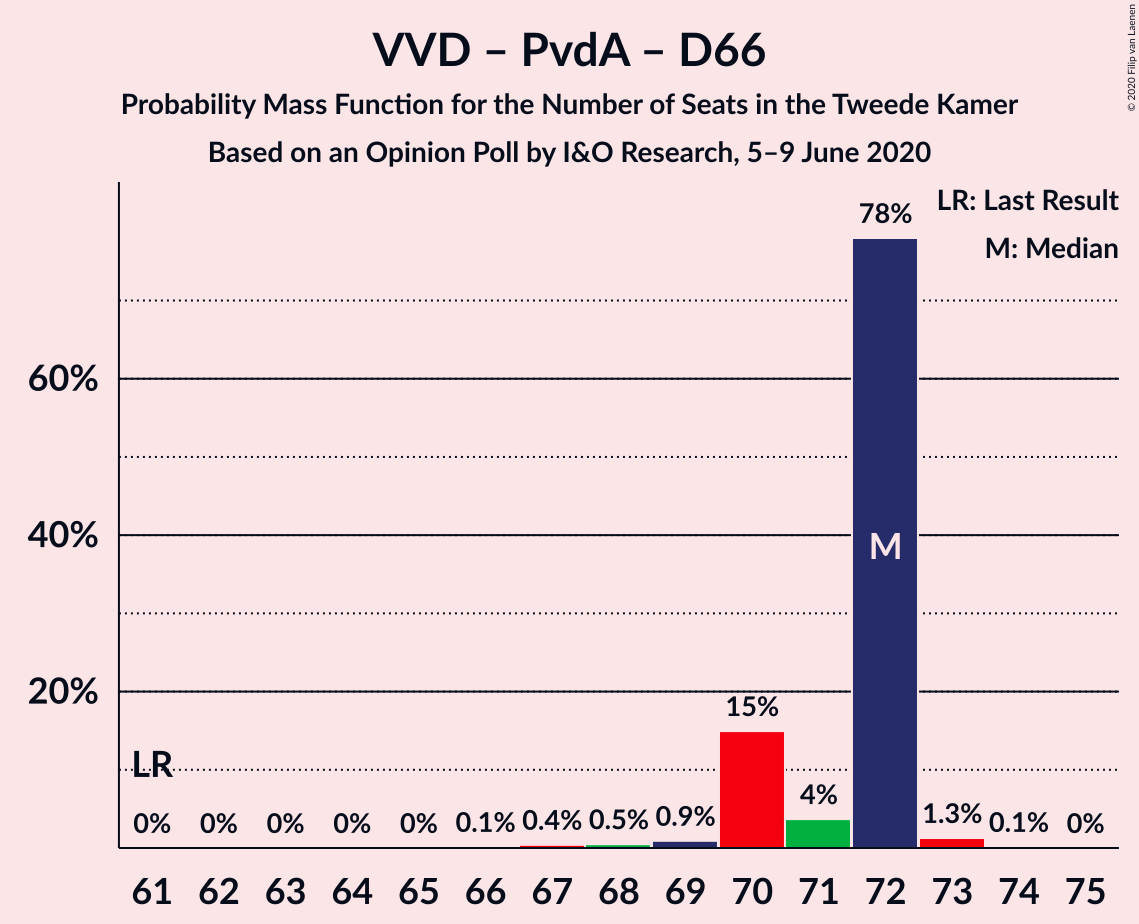 VVD – PvdA – D66
Probability Mass Function for the Number of Seats in the Tweede Kamer
Based on an Opinion Poll by I&O Research, 5–9 June 2020
© 2020 Filip van Laenen
LR: Last Result
M: Median
60%
40%
20%
LR
M
0% 0% 0% 0% 0% 0.1% 0.4% 0.5% 0.9% 15% 4% 78% 1.3% 0.1% 0%
61 62 63 64 65 66 67 68 69 70 71 72 73 74 75